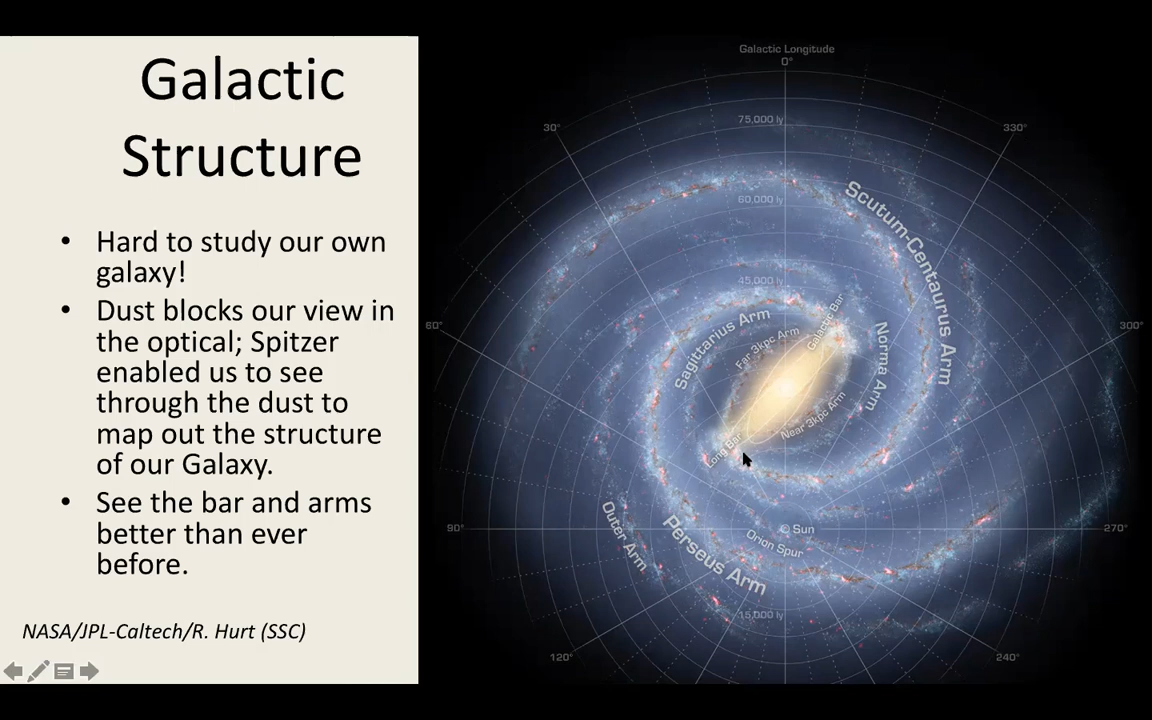 Galactic
Structure
• Hard to study our own
galaxy!
• Dust blocks our view in
the optical; Spitzer
enabled us to see
through the dust to
map out the structure
of our Galaxy.
• See the bar and arms
better than ever
before.
NASA/JPL-Caltech/R. Hurt (SSC)
Galactic Longitude
0°
30°
330°
75,000 ly
60,000 ly
Scutum-Centaurus Arm
45,000 ly
Sagittarius Arm
Far 3kpc Arm
Galactic Bar
Norma Arm
60°
300°
Near 3kpc Arm
Long Bar
90°
Outer Arm
Perseus Arm
Orion Spur
Sun
270°
15,000 ly
120°
240°